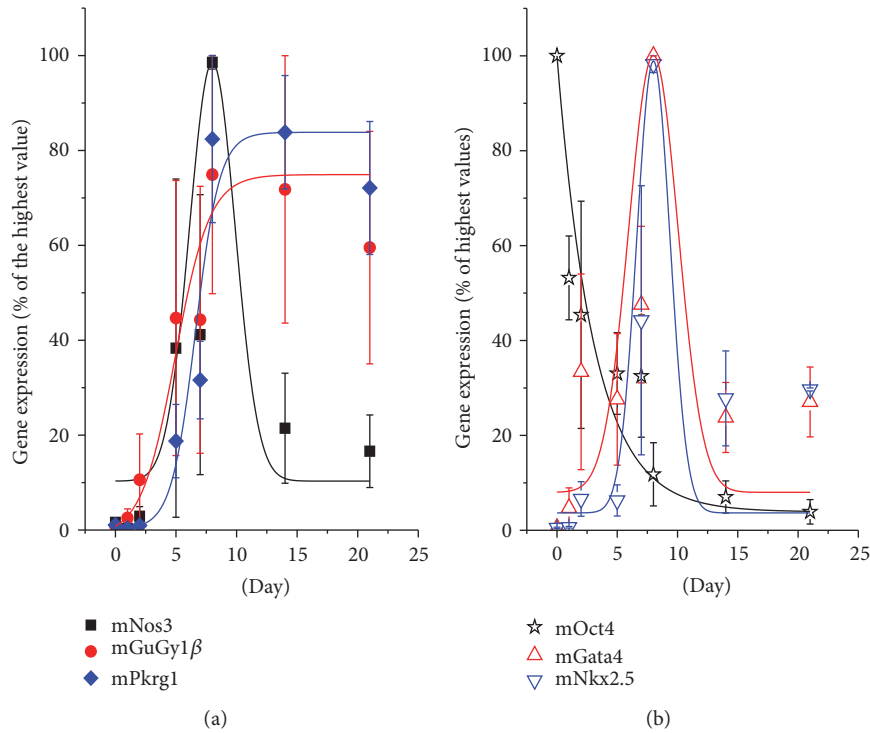 Gene expression (% of the highest value)
100
80
60
40
20
0
0 5 10 15 20 25
(Day)
mNos3
mGuGy1β
mPkrg1
(a)
Gene expression (% of highest values)
100
80
60
40
20
0
0 5 10 15 20 25
(Day)
mOct4
mGata4
mNkx2.5
(b)